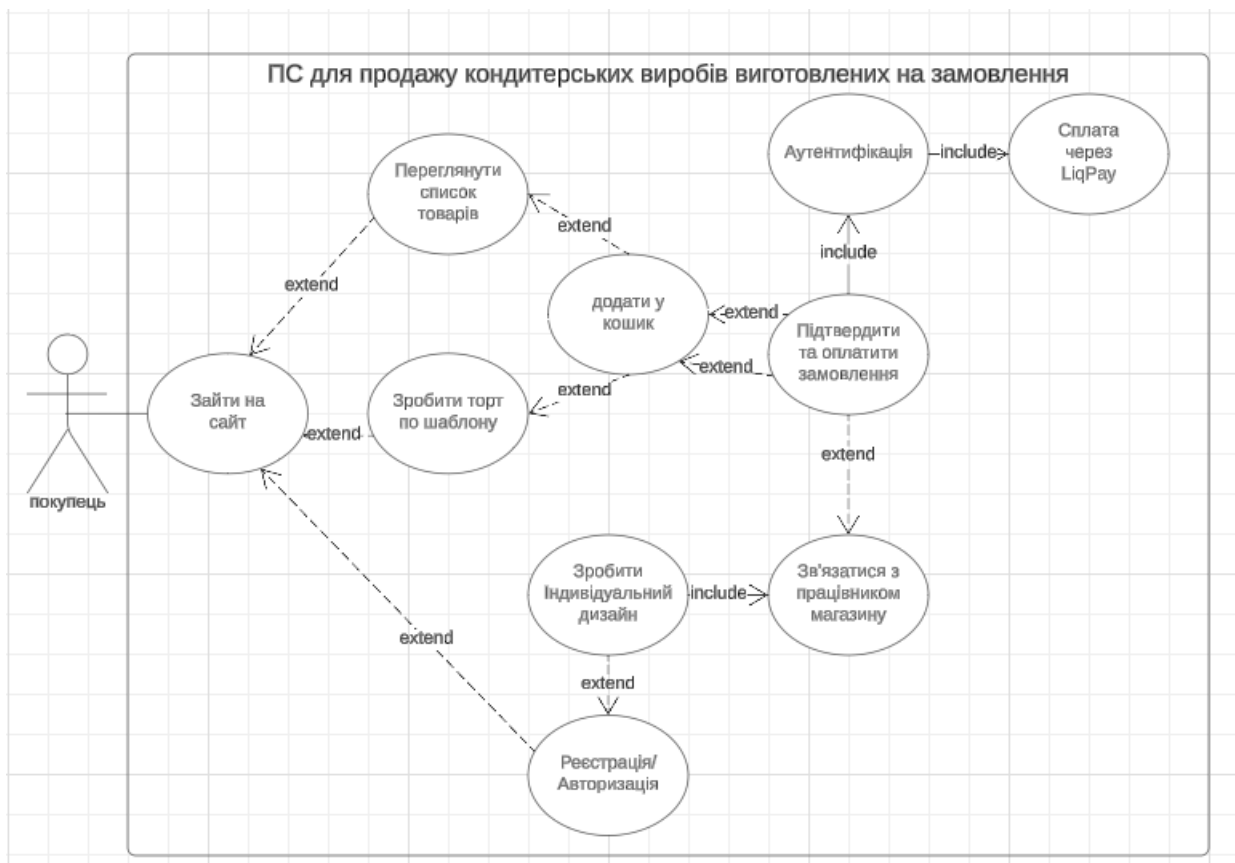 ПС для продажу кондитерських виробів виготовлених на замовлення
Аутентифікація
include
Сплата
через
LiqPay
Переглянути
список
товарів
extend
include
extend
додати у
кошик
extend
Підтвердити
та оплатити
замовлення
extend
extend
Зайти на
сайт
extend
Зробити торт
по шаблону
extend
покупець
Зробити
Індивідуальний
дизайн
include
Зв'язатися з
працівником
магазину
extend
extend
Реєстрація/
Авторизація